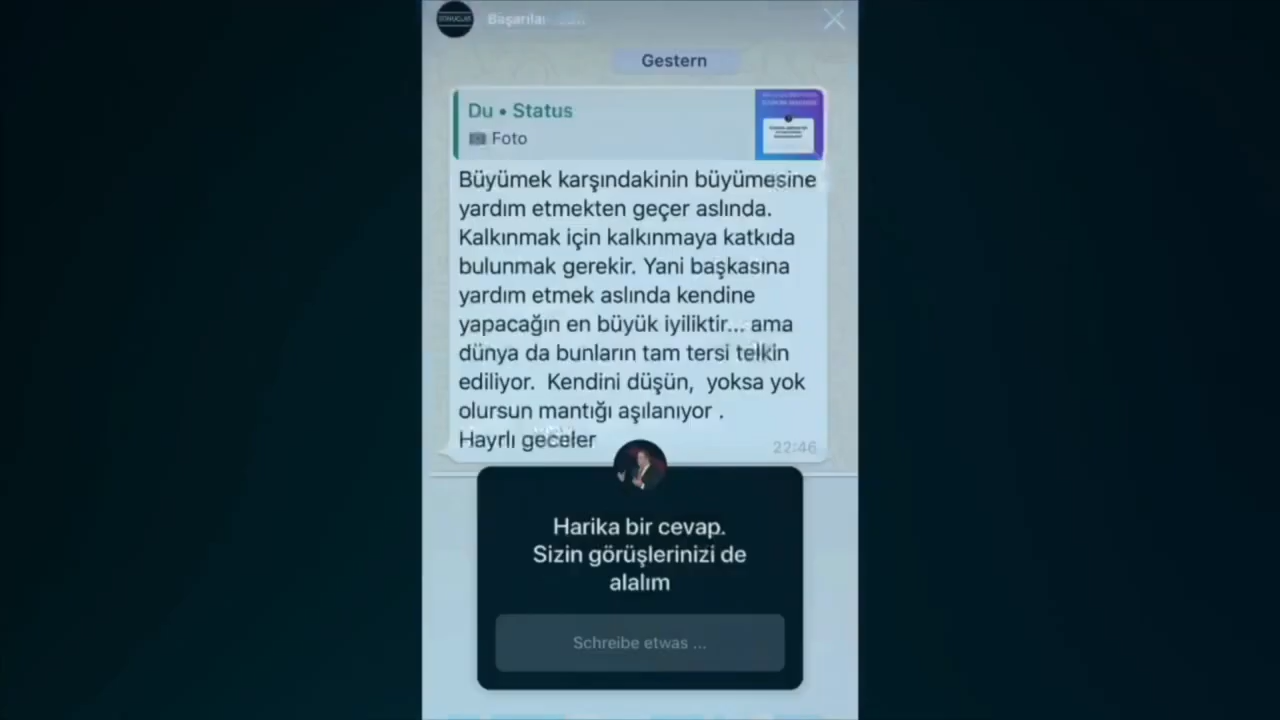 Gestern
Du • Status
Foto
Büyümek karşındakinin büyümesine
yardım etmekten geçer aslında.
Kalkınmak için kalkınmaya katkıda
bulunmak gerekir. Yani başkasına
yardım etmek aslında kendine
yapacağın en büyük iyiliktir... ama
dünya da bunların tam tersi telkin
ediliyor.  Kendini düşün,  yoksa yok
olursun mantığı aşılanıyor .
Hayrlı geceler
22:46
Harika bir cevap.
Sizin görüşlerinizi de
alalım
Schreibe etwas ...